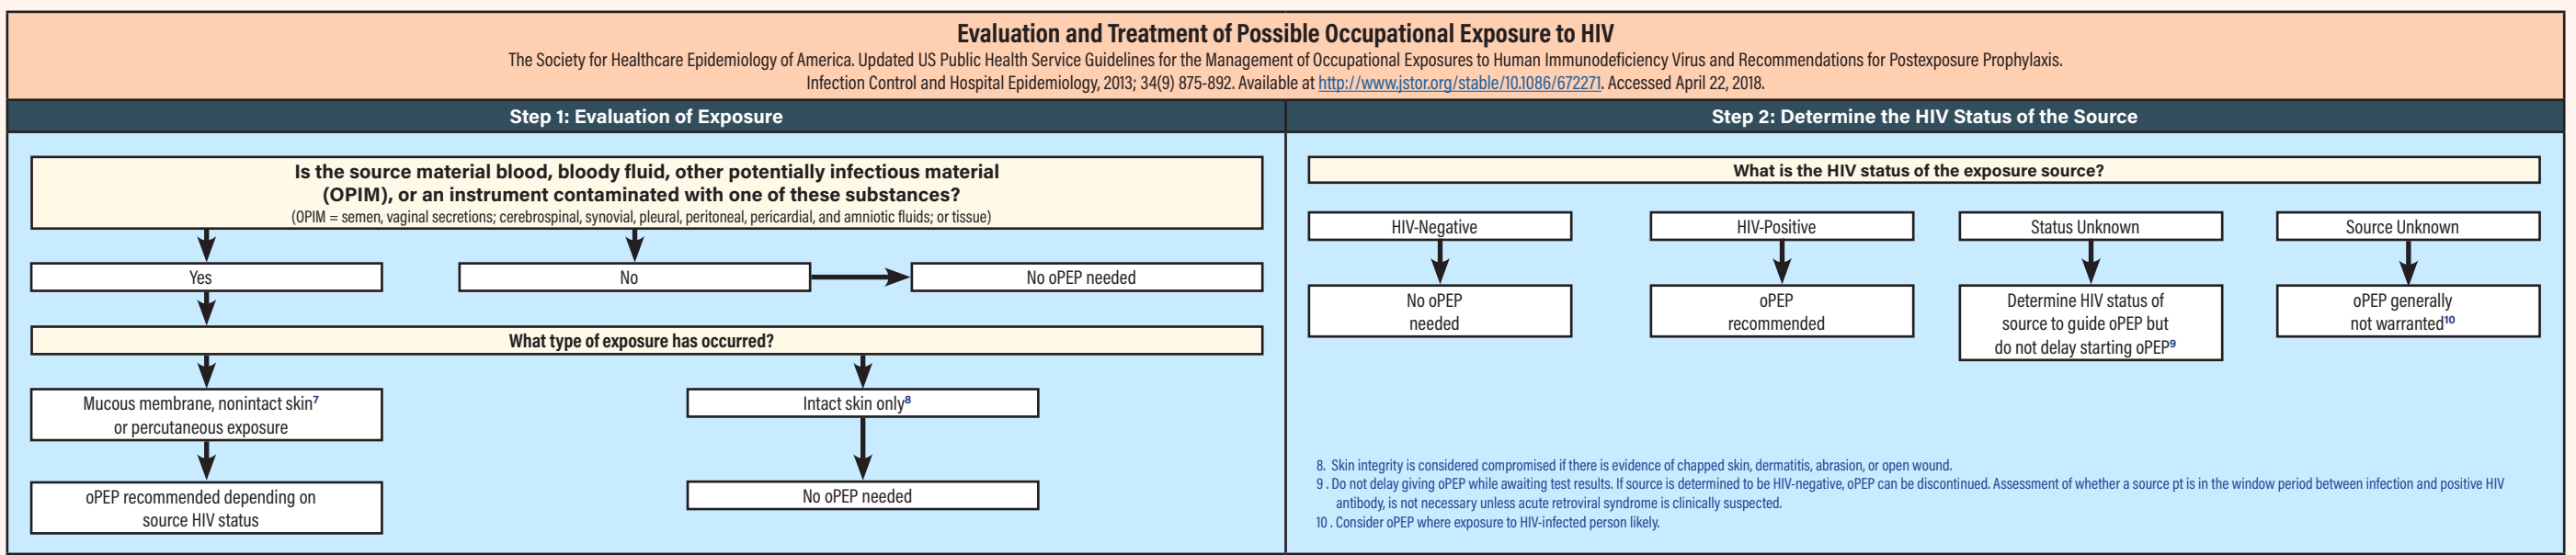 Evaluation and Treatment of Possible Occupational Exposure to HIV
The Society for Healthcare Epidemiology of America. Updated US Public Health Service Guidelines for the Management of Occupational Exposures to Human Immunodeficiency Virus and Recommendations for Postexposure Prophylaxis.
Infection Control and Hospital Epidemiology, 2013; 34(9) 875-892. Available at http://www.jstor.org/stable/10.1086/672271. Accessed April 22, 2018.
Step 1: Evaluation of Exposure
Is the source material blood, bloody fluid, other potentially infectious material
(OPIM), or an instrument contaminated with one of these substances?
(OPIM = semen, vaginal secretions; cerebrospinal, synovial, pleural, peritoneal, pericardial, and amniotic fluids; or tissue)
Yes
No
No oPEP needed
What type of exposure has occurred?
Mucous membrane, nonintact skin⁷
or percutaneous exposure
Intact skin only⁸
oPEP recommended depending on
source HIV status
No oPEP needed
Step 2: Determine the HIV Status of the Source
What is the HIV status of the exposure source?
HIV-Negative
HIV-Positive
Status Unknown
Source Unknown
No oPEP
needed
oPEP
recommended
Determine HIV status of
source to guide oPEP but
do not delay starting oPEP⁹
oPEP generally
not warranted¹⁰
8. Skin integrity is considered compromised if there is evidence of chapped skin, dermatitis, abrasion, or open wound.
9 . Do not delay giving oPEP while awaiting test results. If source is determined to be HIV-negative, oPEP can be discontinued. Assessment of whether a source pt is in the window period between infection and positive HIV
antibody, is not necessary unless acute retroviral syndrome is clinically suspected.
10 . Consider oPEP where exposure to HIV-infected person likely.